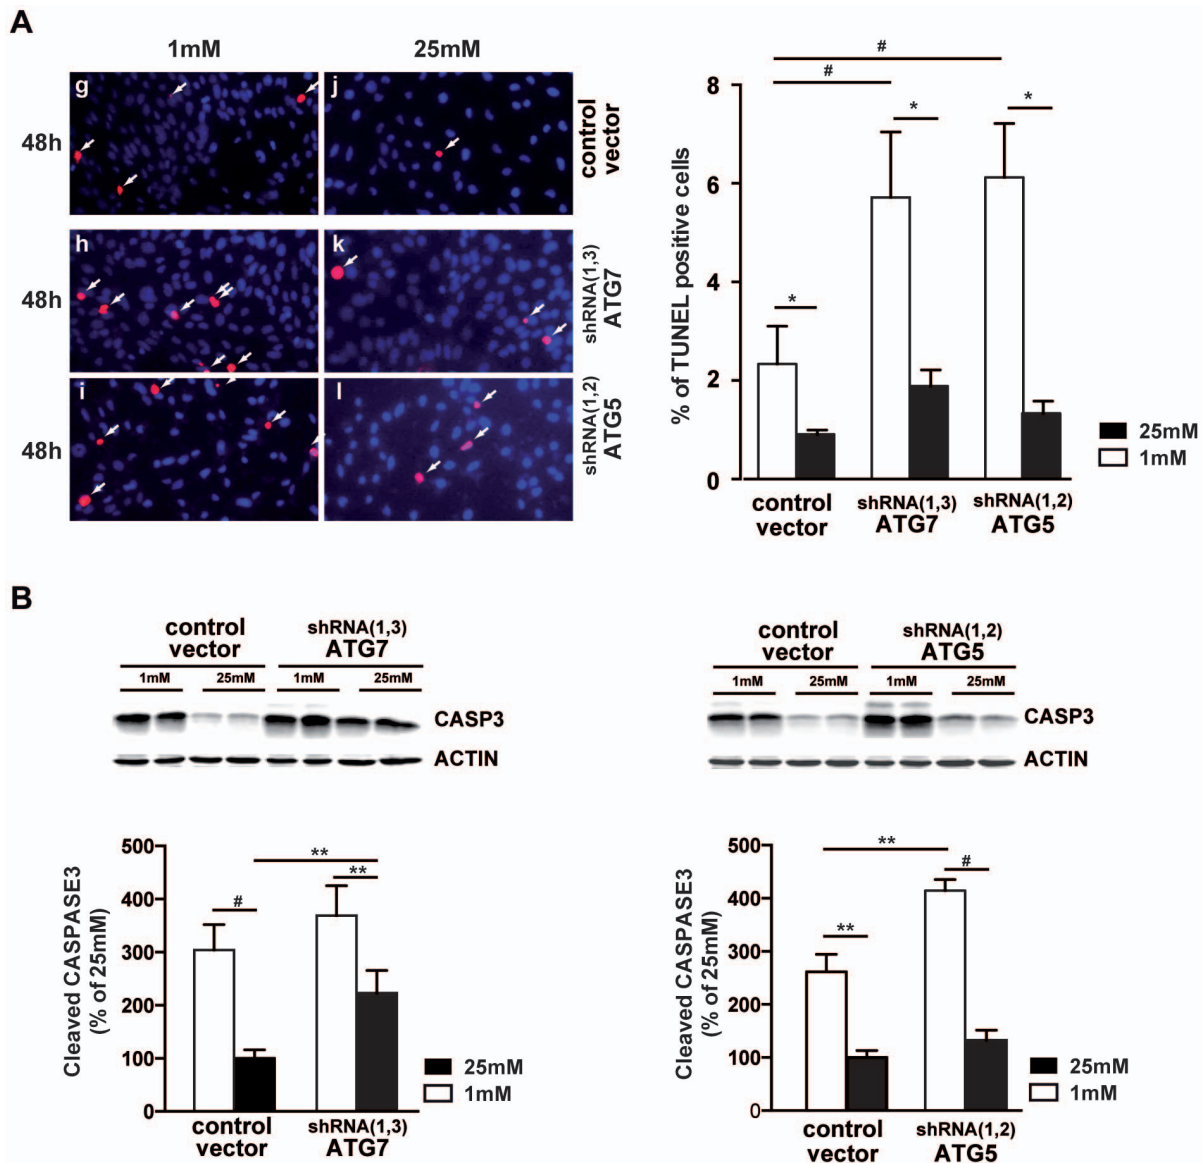 A
1mM
25mM
g
j
48h
control
vector
h
k
48h
shRNA(1,3)
ATG7
i
l
48h
shRNA(1,2)
ATG5
#
#
*
*
*
8
6
4
2
0
% of TUNEL positive cells
25mM
1mM
control
vector
shRNA(1,3)
ATG7
shRNA(1,2)
ATG5
B
control
vector
shRNA(1,3)
ATG7
1mM
25mM
1mM
25mM
CASP3
ACTIN
control
vector
shRNA(1,2)
ATG5
1mM
25mM
1mM
25mM
CASP3
ACTIN
Cleaved CASPASE3
(% of 25mM)
500
400
300
200
100
0
#
**
**
25mM
1mM
control
vector
shRNA(1,3)
ATG7
Cleaved CASPASE3
(% of 25mM)
500
400
300
200
100
0
**
**
#
25mM
1mM
control
vector
shRNA(1,2)
ATG5